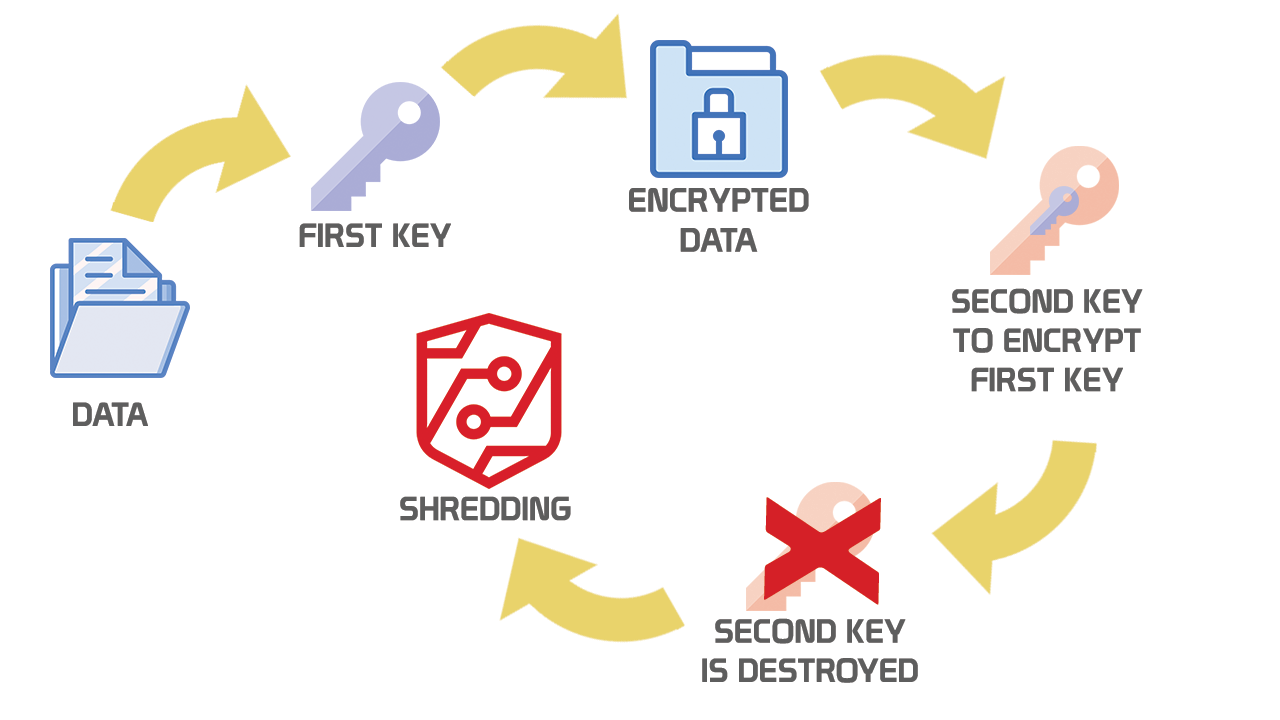 DATA
FIRST KEY
ENCRYPTED
DATA
SECOND KEY
TO ENCRYPT
FIRST KEY
SECOND KEY
IS DESTROYED
SHREDDING